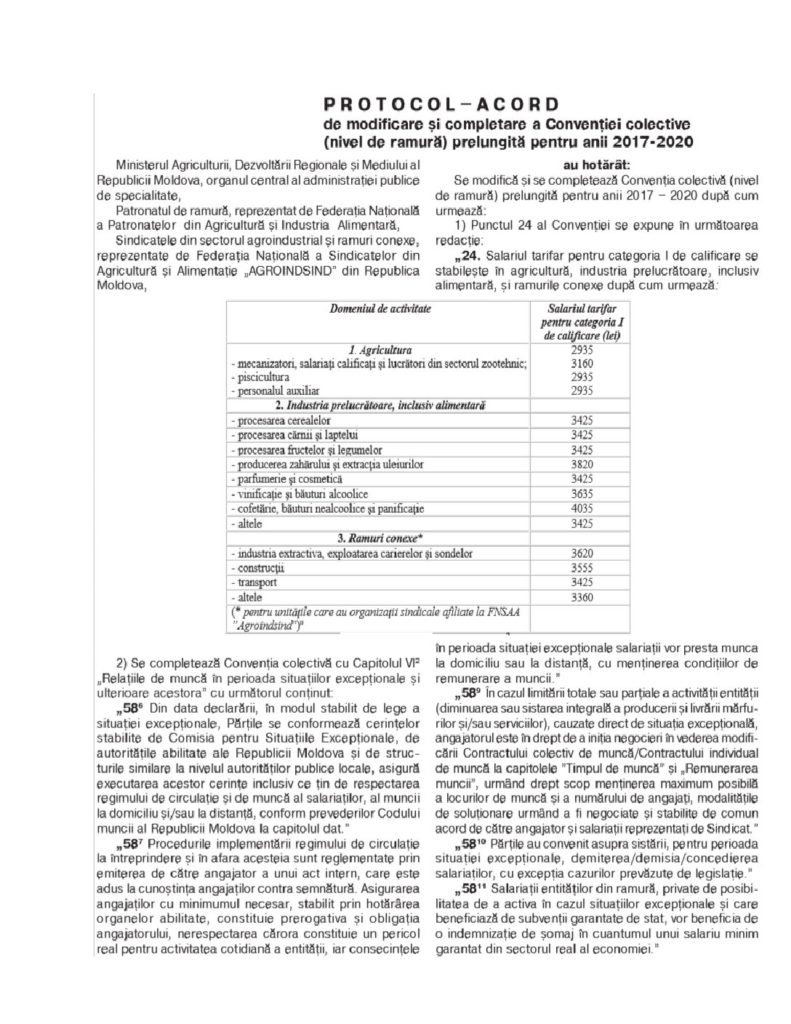 PROTOCOL – ACORD
de modificare și completare a Convenției colective
(nivel de ramură) prelungită pentru anii 2017-2020
Ministerul Agriculturii, Dezvoltării Regionale și Mediului al
Republicii Moldova, organul central al administrației publice
de specialitate,
Patronatul de ramură, reprezentat de Federația Națională
a Patronatelor din Agricultură și Industria Alimentară,
Sindicatele din sectorul agroindustrial și ramuri conexe,
reprezentate de Federația Națională a Sindicatelor din
Agricultură și Alimentație „AGROINDSIND" din Republica
Moldova,
au hotărât:
Se modifică și se completează Convenția colectivă (nivel
de ramură) prelungită pentru anii 2017 – 2020 după cum
urmează:
1) Punctul 24 al Convenției se expune în următoarea
redacție:
„24. Salariul tarifar pentru categoria I de calificare se
stabilește în agricultură, industria prelucrătoare, inclusiv
alimentară, și ramurile conexe după cum urmează:
Domeniul de activitate
Salariul tarifar
pentru categoria I
de calificare (lei)
1. Agricultura 2935
- mecanizatori, salariați calificați și lucrători din sectorul zootehnic; 3160
- piscicultura 2935
- personalul auxiliar 2935
2. Industria prelucrătoare, inclusiv alimentară
- procesarea cerealelor 3425
- procesarea cărnii și laptelui 3425
- procesarea fructelor și legumelor 3425
- producerea zahărului și extracția uleiurilor 3820
- parfumerie și cosmetică 3425
- vinificație și băuturi alcoolice 3635
- cofetărie, băuturi nealcoolice și panificație 4035
- altele 3425
3. Ramuri conexe*
- industria extractiva, exploatarea carierelor și sondelor 3620
- construcții 3555
- transport 3425
- altele 3360
(* pentru unitățile care au organizații sindicale afiliate la FNSAA
"Agroindsind")"
2) Se completează Convenția colectivă cu Capitolul VI²
„Relațiile de muncă în perioada situațiilor excepționale și
ulterioare acestora" cu următorul conținut:
„58⁶ Din data declarării, în modul stabilit de lege a
situației excepționale, Părțile se conformează cerințelor
stabilite de Comisia pentru Situațiile Excepționale, de
autoritățile abilitate ale Republicii Moldova și de struc-
turile similare la nivelul autorităților publice locale, asigură
executarea acestor cerințe inclusiv ce țin de respectarea
regimului de circulație și de muncă al salariaților, al muncii
la domiciliu și/sau la distanță, conform prevederilor Codului
muncii al Republicii Moldova la capitolul dat."
„58⁷ Procedurile implementării regimului de circulație
la întreprindere și în afara acesteia sunt reglementate prin
emiterea de către angajator a unui act intern, care este
adus la cunoștința angajaților contra semnătură. Asigurarea
angajaților cu minimumul necesar, stabilit prin hotărârea
organelor abilitate, constituie prerogativ și obligația
angajatorului, nerespectarea cărora constituie un pericol
real pentru activitatea cotidiană a entității, iar consecințele
în perioada situației excepționale salariații vor presta munca
la domiciliu sau la distanță, cu menținerea condițiilor de
remunerare a muncii."
„58⁹ În cazul limitării totale sau parțiale a activității entității
(diminuarea sau sistarea integrală a producerii și livrării mărfu-
rilor și/sau serviciilor), cauzate direct de situația excepțională,
angajatorul este în drept de a iniția negocieri în vederea modifi-
cării Contractului colectiv de muncă/Contractului individual
de muncă la capitolele "Timpul de muncă" și „Remunerarea
muncii", urmând drept scop menținerea maximum posibilă
a locurilor de muncă și a numărului de angajați, modalitățile
de soluționare urmând a fi negociate și stabilite de comun
acord de către angajator și salariații reprezentați de Sindicat."
„58¹⁰ Părțile au convenit asupra sistării, pentru perioada
situației excepționale, demiterea/demisia/concedierea
salariaților, cu excepția cazurilor prevăzute de legislație."
„58¹¹ Salariații entităților din ramură, private de posibi-
litatea de a activa în cazul situațiilor excepționale și care
beneficiază de subvenții garantate de stat, vor beneficia de
o indemnizație de șomaj în cuantumul unui salariu minim
garantat din sectorul real al economiei."